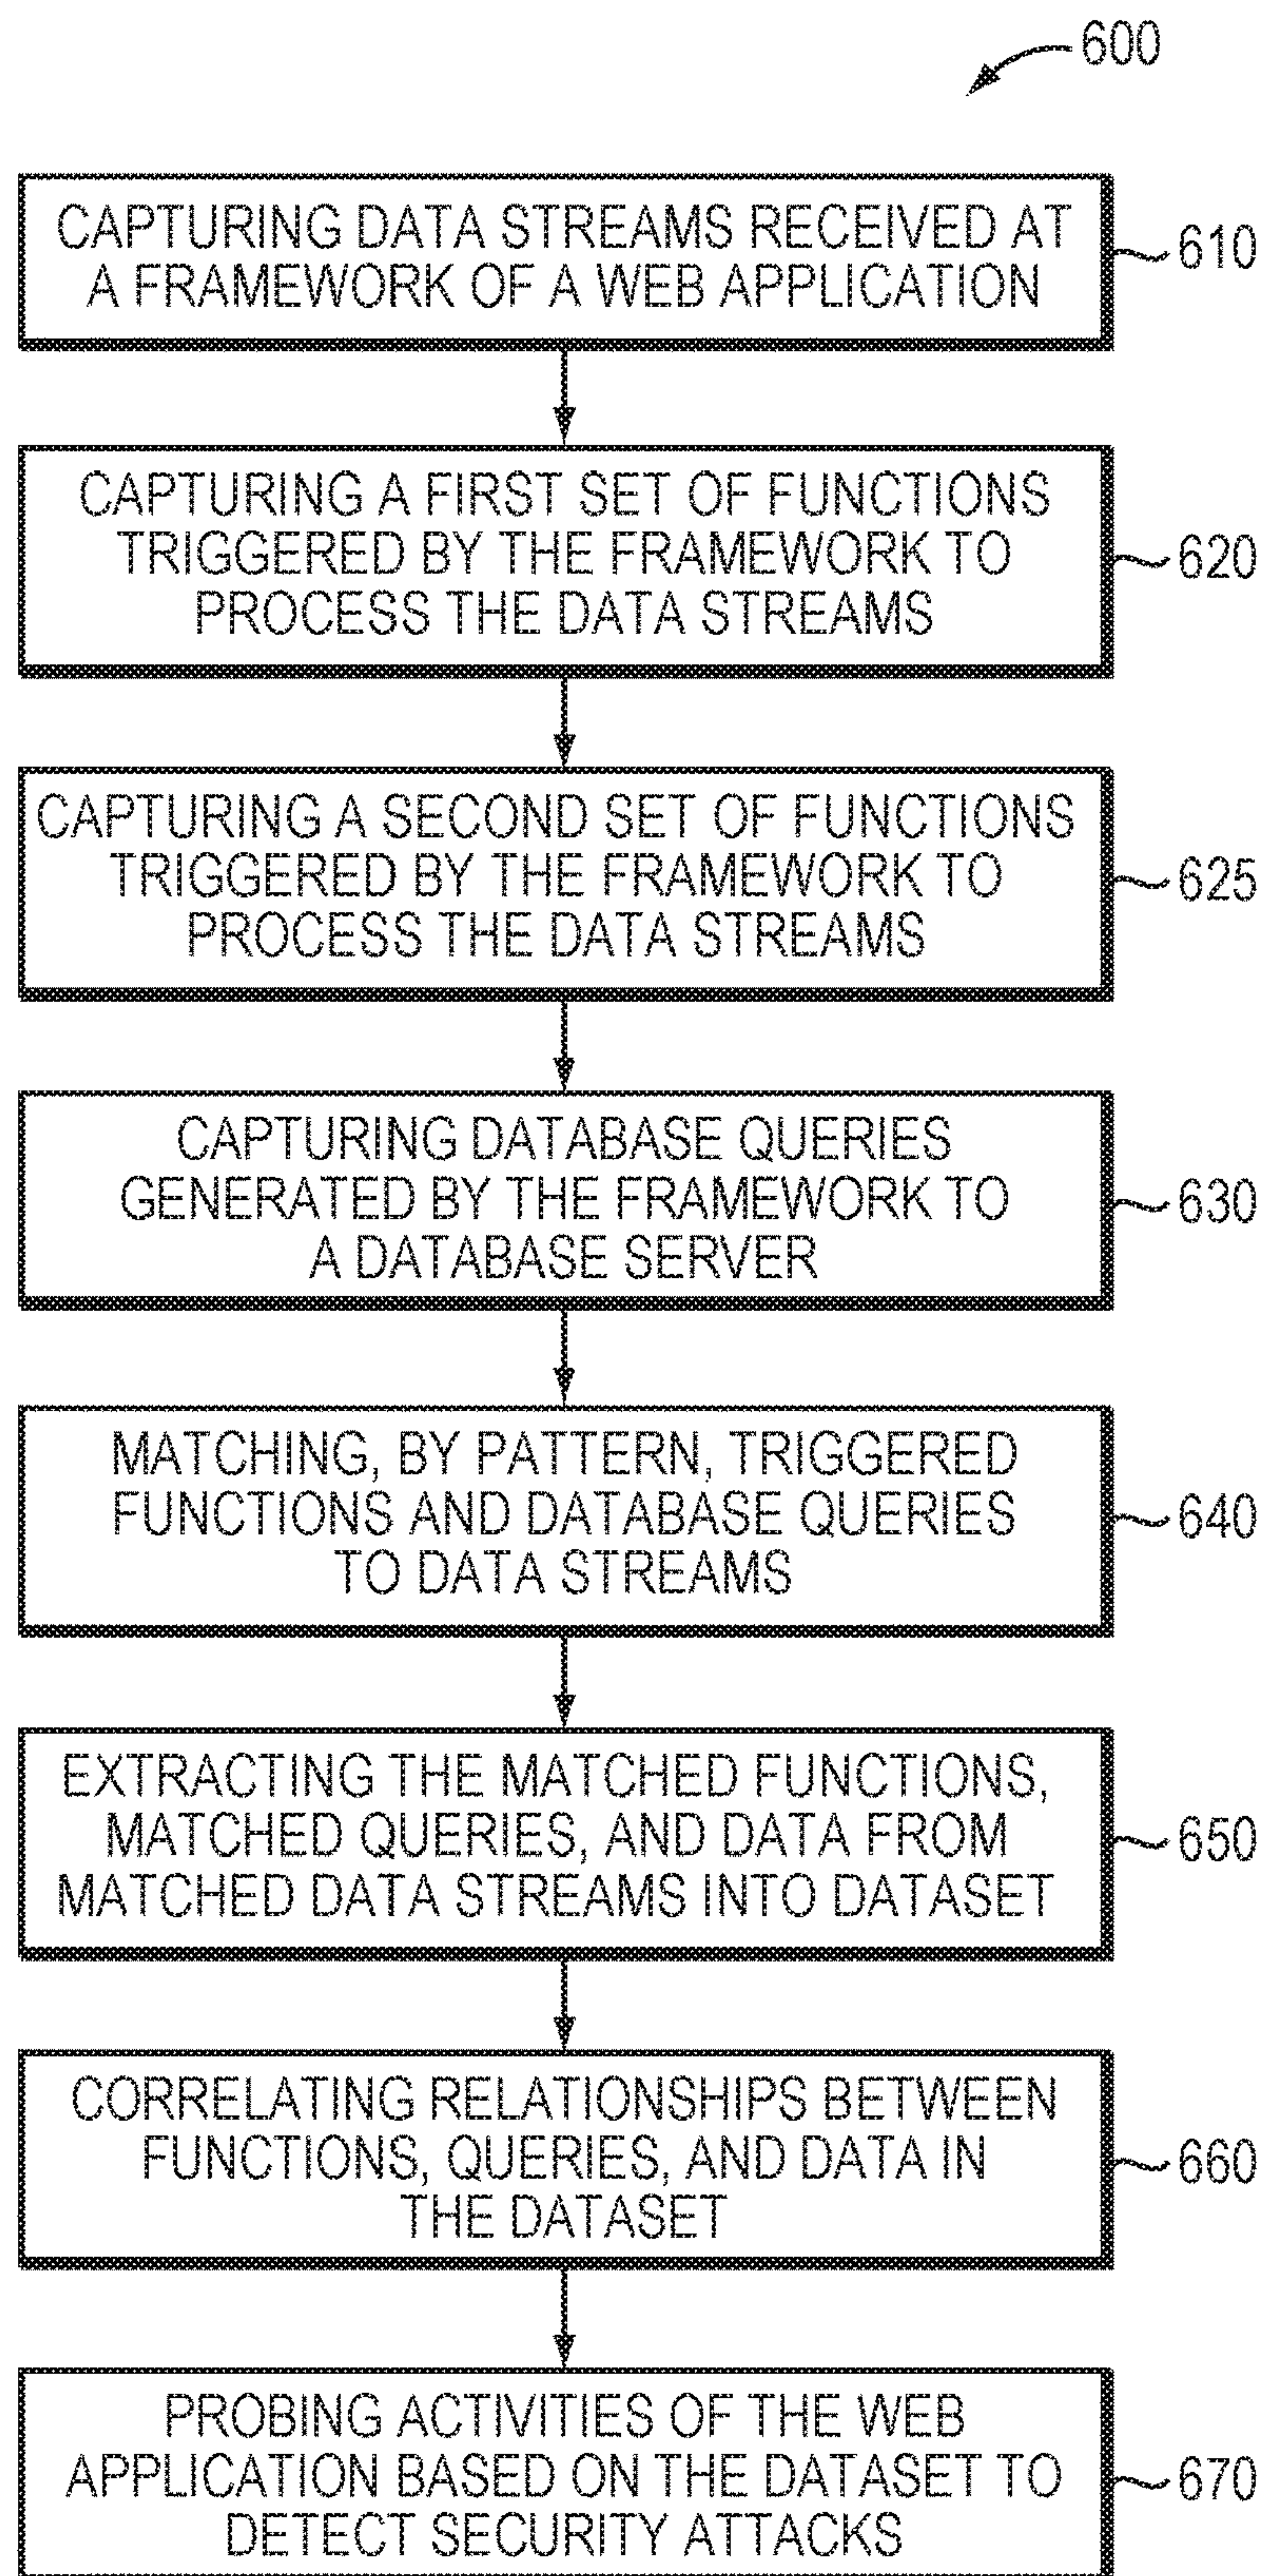 600
CAPTURING DATA STREAMS RECEIVED AT
A FRAMEWORK OF A WEB APPLICATION
610
CAPTURING A FIRST SET OF FUNCTIONS
TRIGGERED BY THE FRAMEWORK TO
PROCESS THE DATA STREAMS
620
CAPTURING A SECOND SET OF FUNCTIONS
TRIGGERED BY THE FRAMEWORK TO
PROCESS THE DATA STREAMS
625
CAPTURING DATABASE QUERIES
GENERATED BY THE FRAMEWORK TO
A DATABASE SERVER
630
MATCHING, BY PATTERN, TRIGGERED
FUNCTIONS AND DATABASE QUERIES
TO DATA STREAMS
640
EXTRACTING THE MATCHED FUNCTIONS,
MATCHED QUERIES, AND DATA FROM
MATCHED DATA STREAMS INTO DATASET
650
CORRELATING RELATIONSHIPS BETWEEN
FUNCTIONS, QUERIES, AND DATA IN
THE DATASET
660
PROBING ACTIVITIES OF THE WEB
APPLICATION BASED ON THE DATASET TO
DETECT SECURITY ATTACKS
670